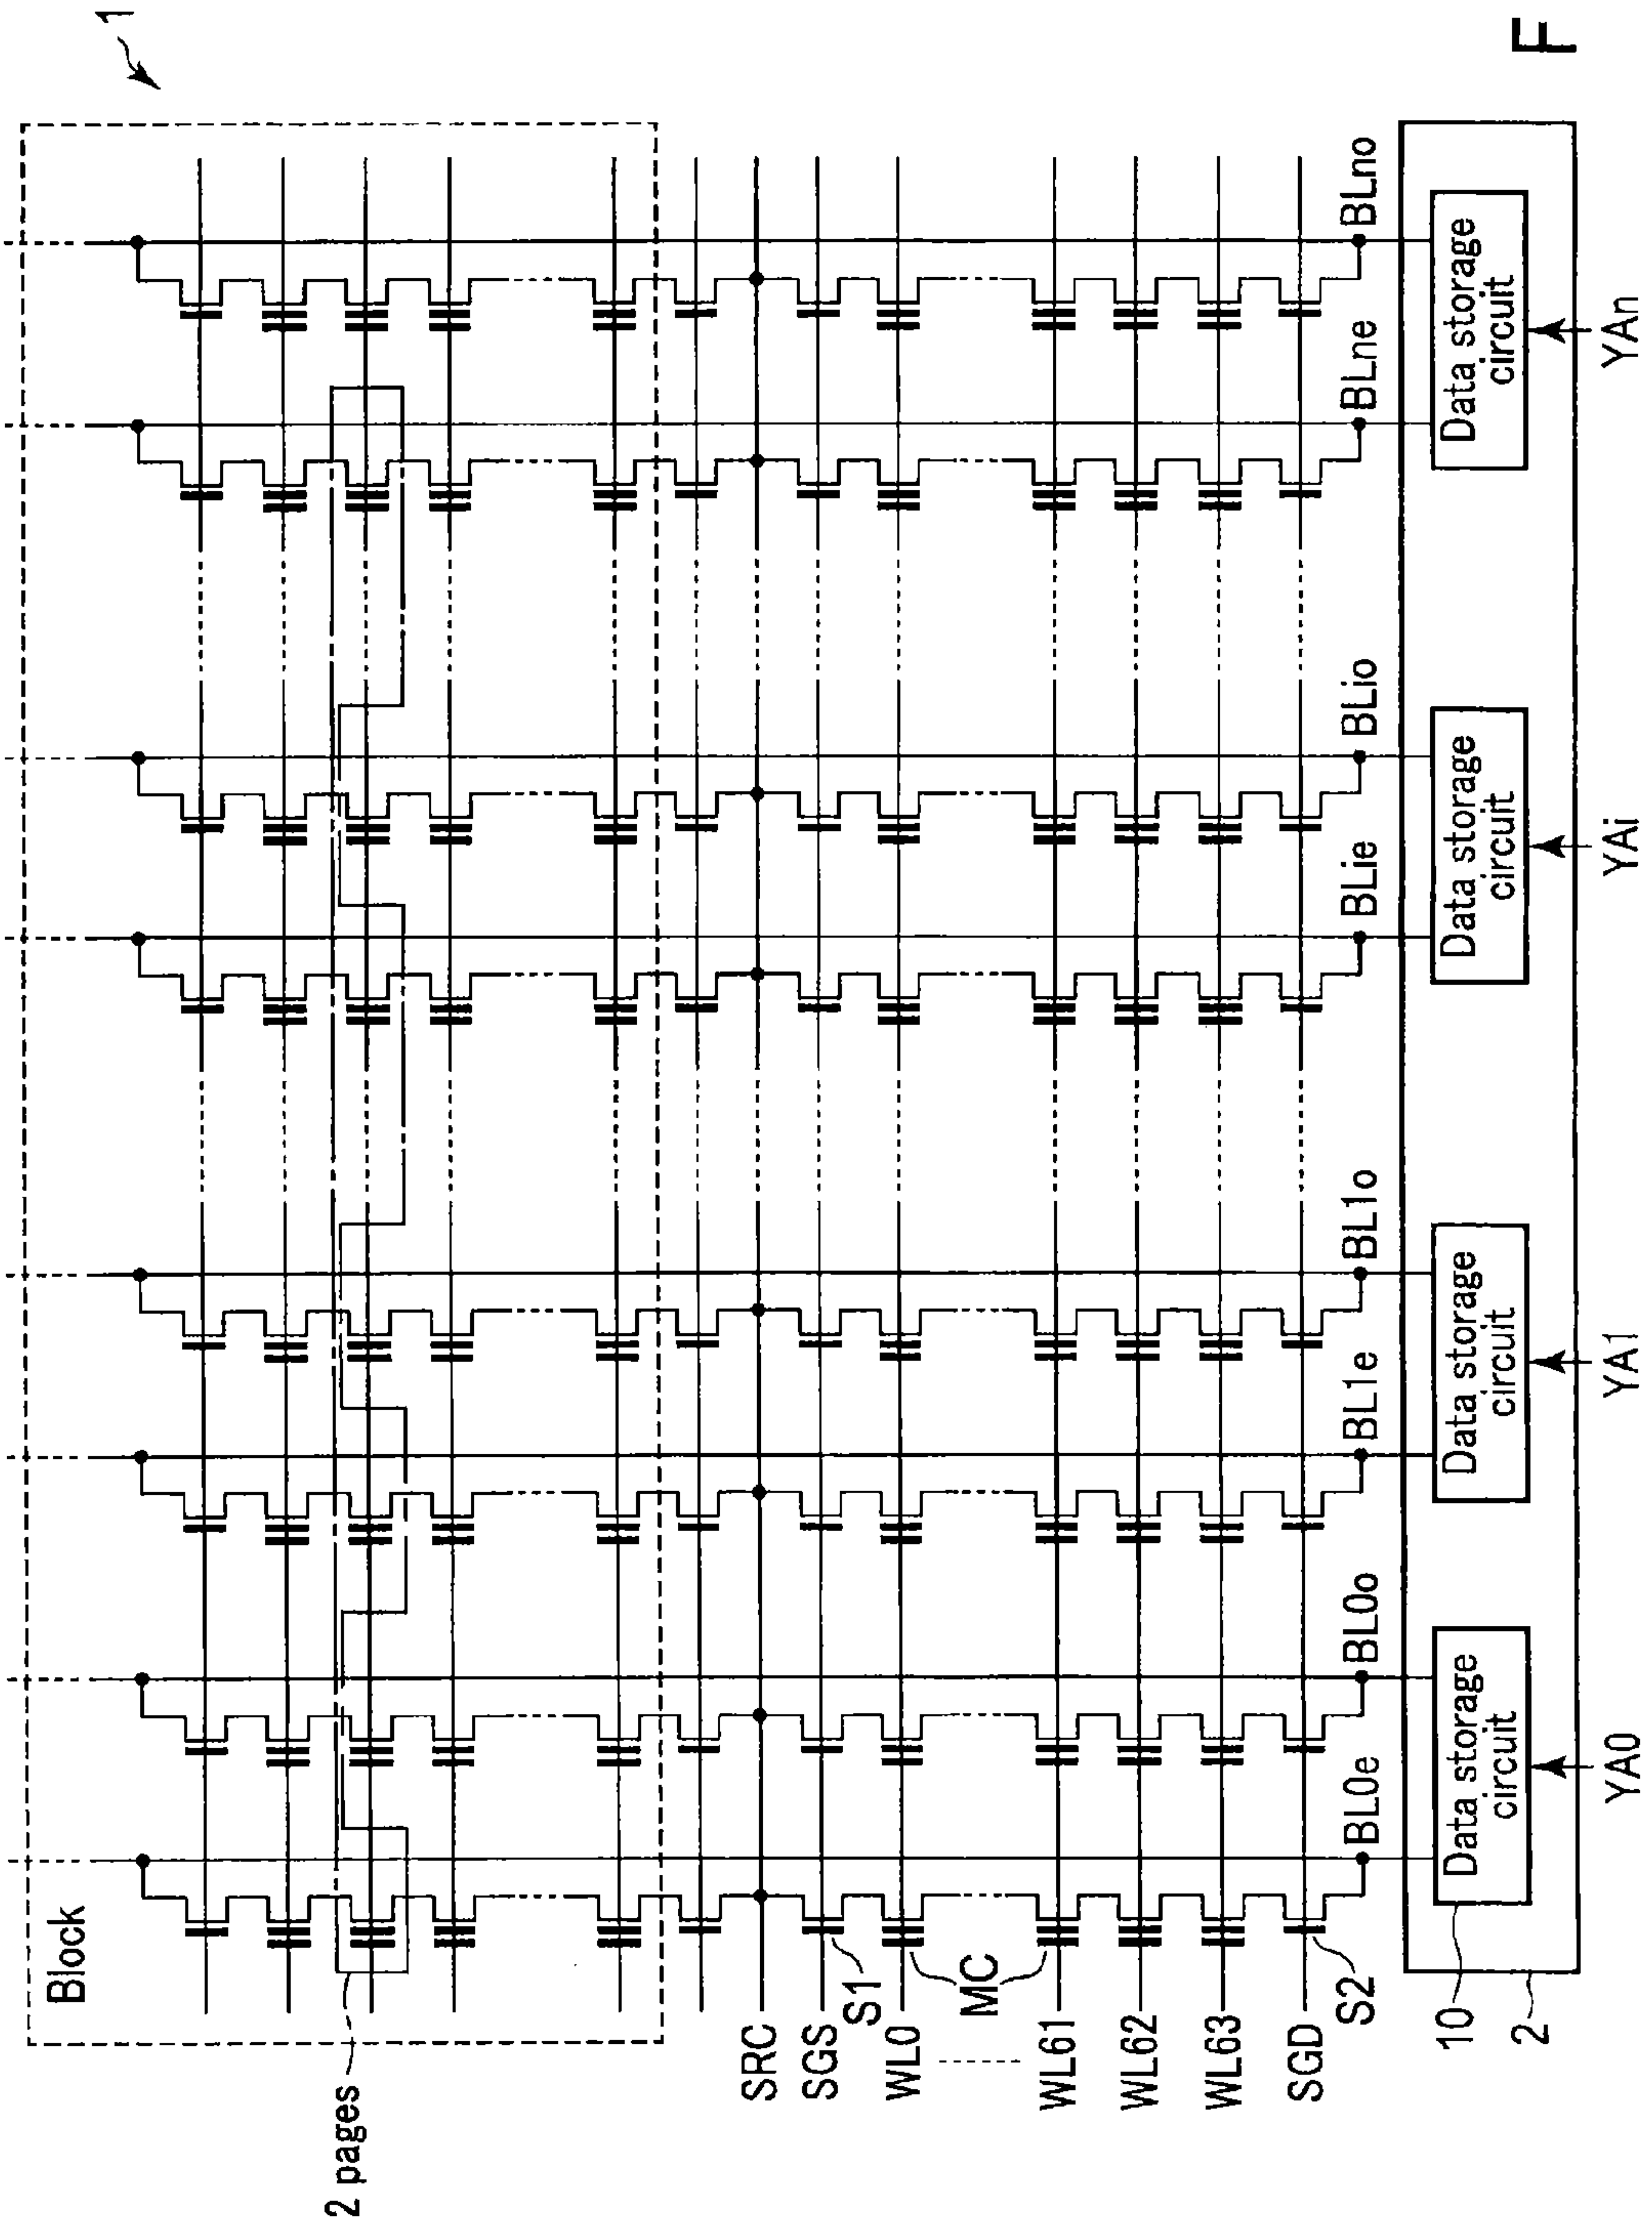 1
Block
2 pages
SRC
SGS
S1
WL0
MC
WL61
WL62
WL63
SGD
S2
BL0e
BL0o
BL1e
BL1o
BLie
BLio
BLne
BLno
10
2
Data storage
circuit
Data storage
circuit
Data storage
circuit
Data storage
circuit
YA0
YA1
YAi
YAn
F